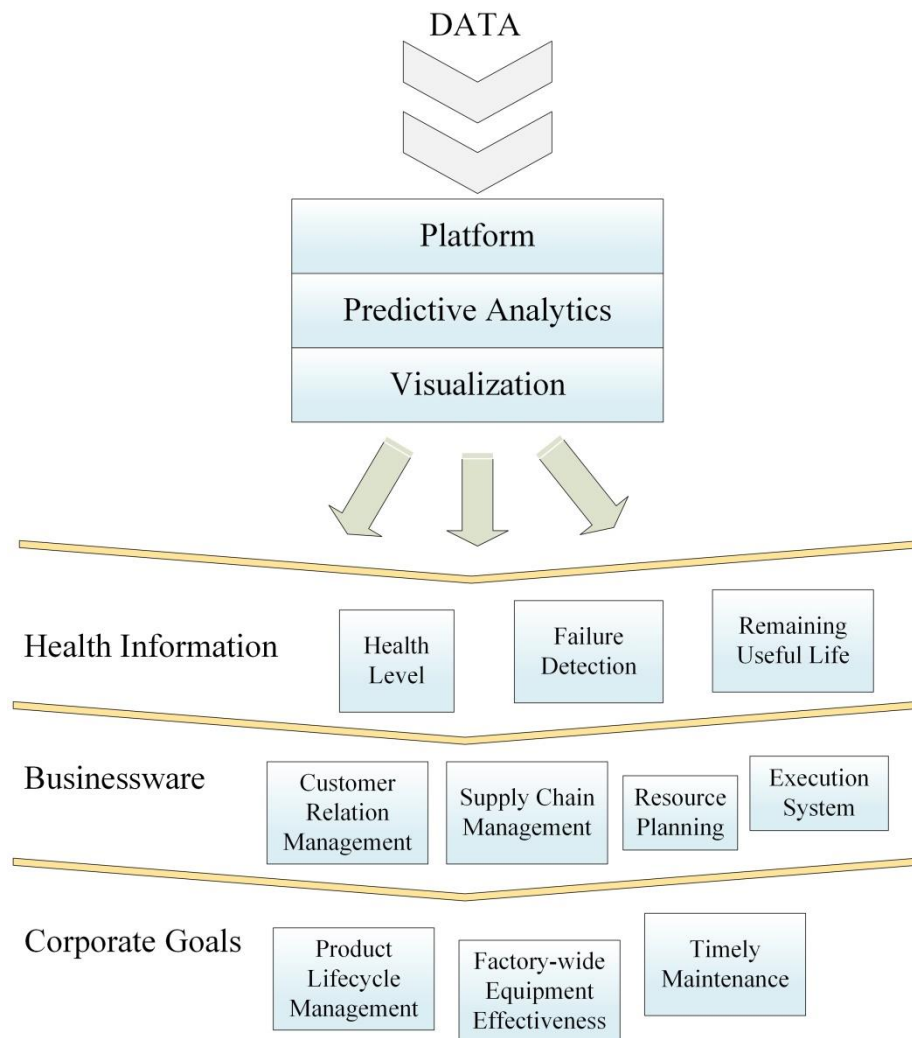 DATA
Platform
Predictive Analytics
Visualization
Health Information
Health
Level
Failure
Detection
Remaining
Useful Life
Businessware
Customer
Relation
Management
Supply Chain
Management
Resource
Planning
Execution
System
Corporate Goals
Product
Lifecycle
Management
Factory-wide
Equipment
Effectiveness
Timely
Maintenance